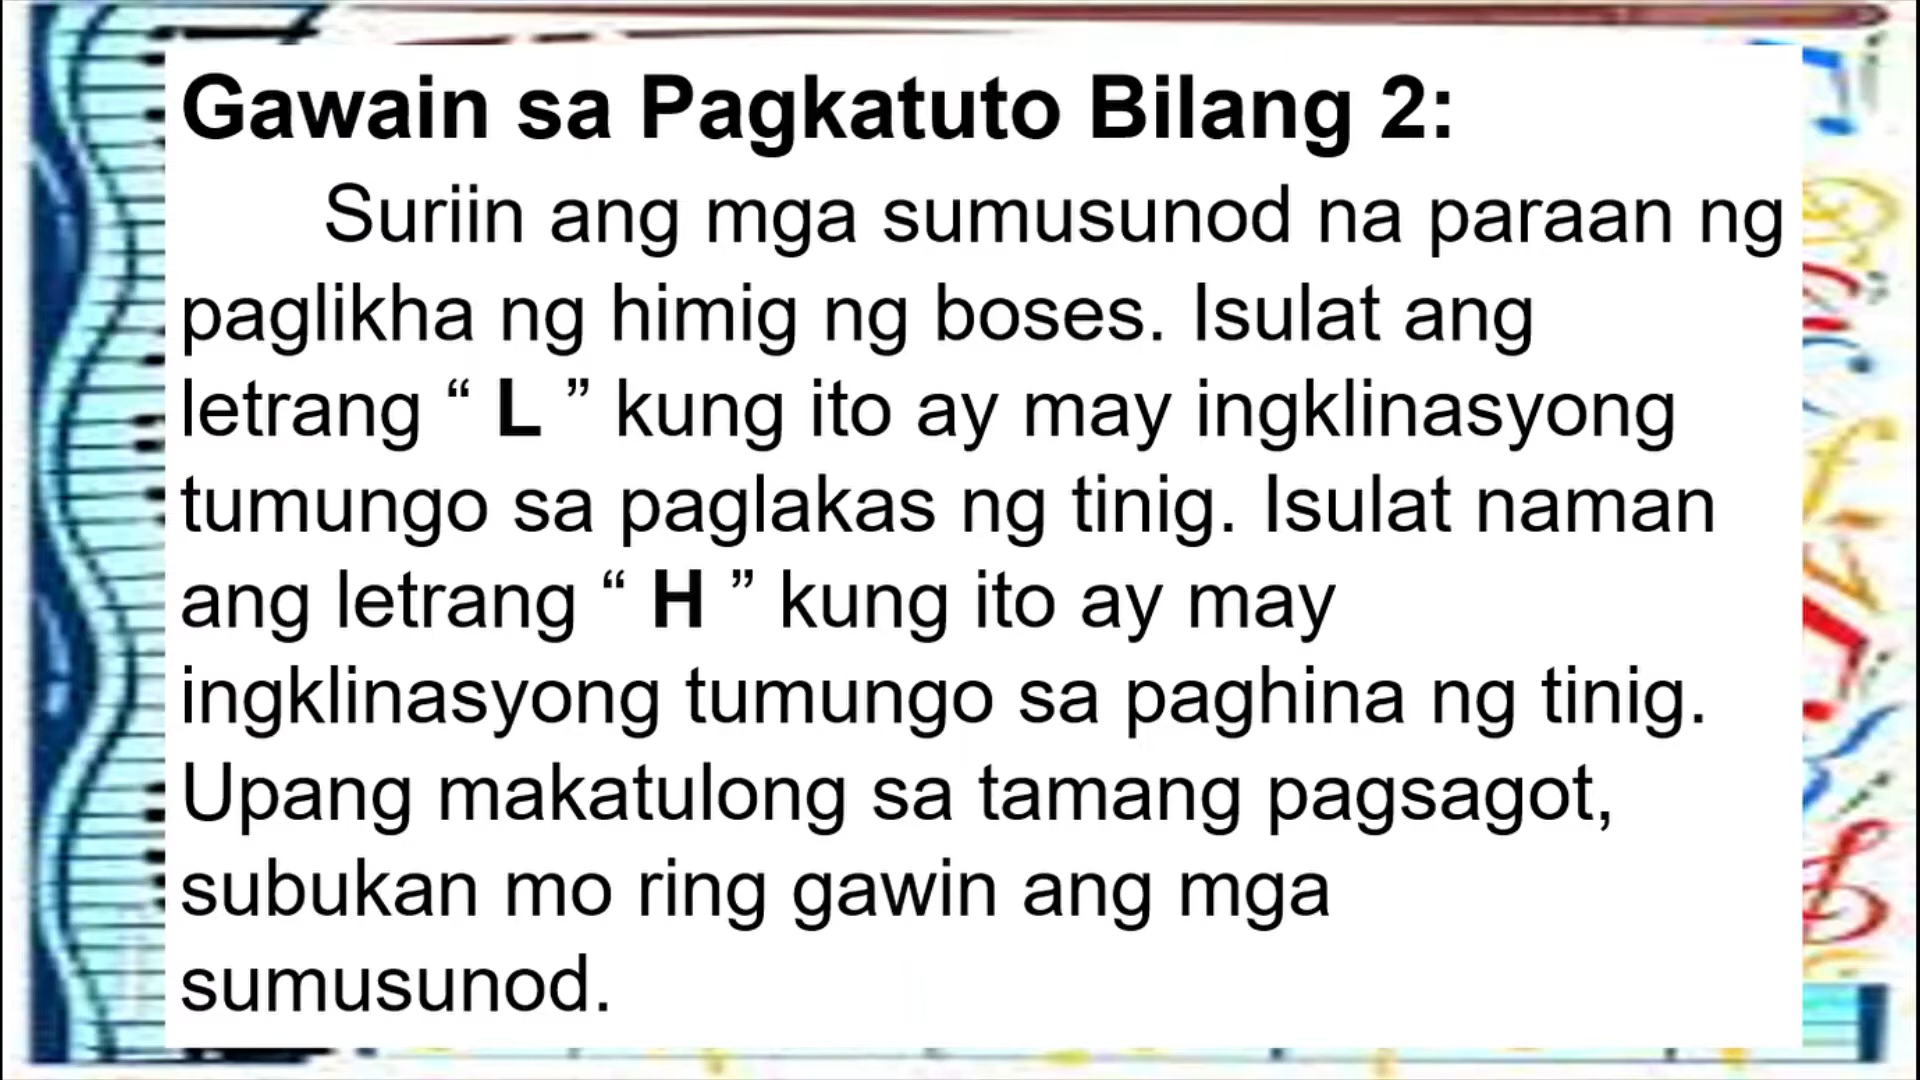 Gawain sa Pagkatuto Bilang 2:
Suriin ang mga sumusunod na paraan ng
paglikha ng himig ng boses. Isulat ang
letrang “ L ” kung ito ay may ingklinasyong
tumungo sa paglakas ng tinig. Isulat naman
ang letrang “ H ” kung ito ay may
ingklinasyong tumungo sa paghina ng tinig.
Upang makatulong sa tamang pagsagot,
subukan mo ring gawin ang mga
sumusunod.